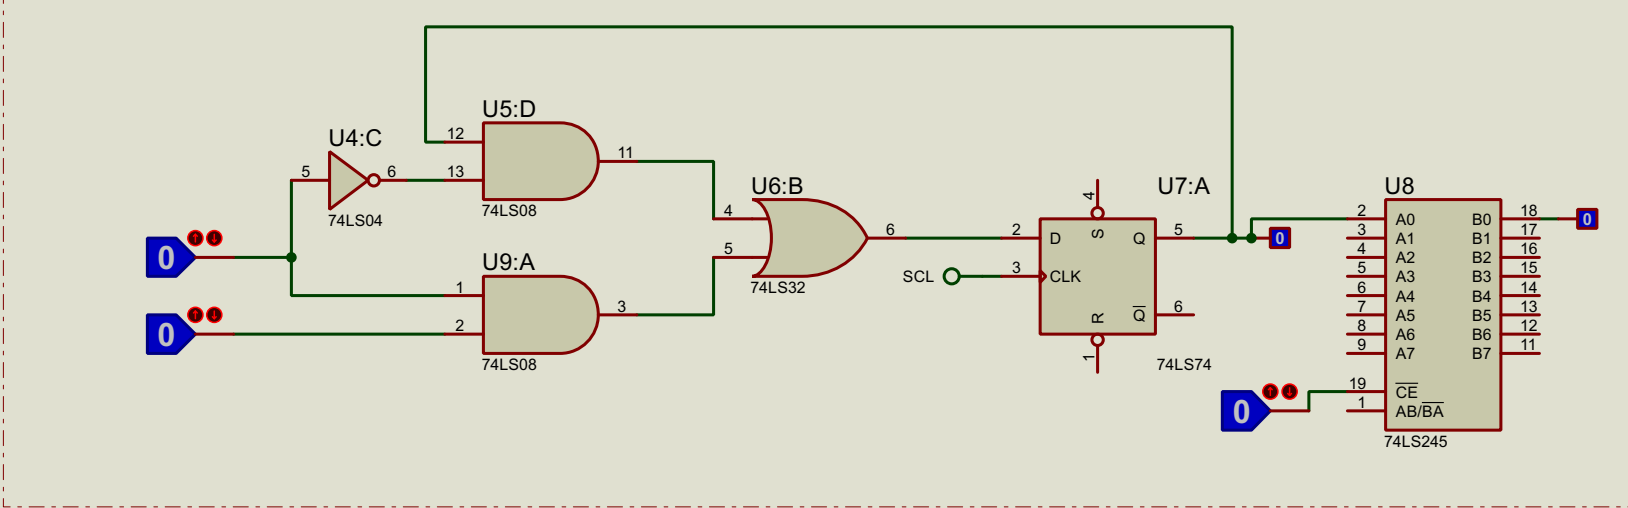 U5:D
12
13
11
74LS08
U4:C
5
6
74LS04
0
0
U9:A
1
2
3
74LS08
U6:B
4
5
6
74LS32
SCL
U7:A
4
S
2
D
Q
5
3
CLK
R
Q
6
1
74LS74
0
U8
2
A0
B0
18
3
A1
B1
17
4
A2
B2
16
5
A3
B3
15
6
A4
B4
14
7
A5
B5
13
8
A6
B6
12
9
A7
B7
11
19
CE
1
AB/BA
74LS245
0
0